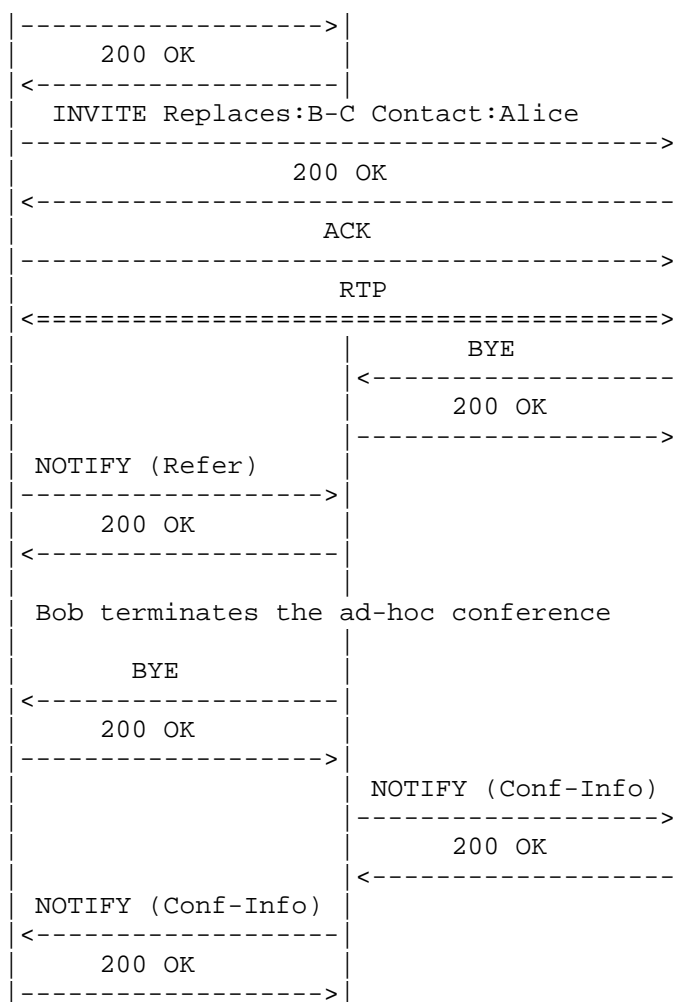 |------------------->|
|     200 OK         |
|<-------------------|
|  INVITE Replaces:B-C Contact:Alice
|---------------------------------------->
|                 200 OK
|<----------------------------------------
|                   ACK
|---------------------------------------->
|                    RTP
|<=======================================>
|                    |       BYE
|                    |<-------------------
|                    |      200 OK
|                    |------------------->
| NOTIFY (Refer)     |
|------------------->|
|     200 OK         |
|<-------------------|
|                    |
| Bob terminates the ad-hoc conference
|                    |
|       BYE          |
|<-------------------|
|     200 OK         |
|------------------->|
|                    | NOTIFY (Conf-Info)
|                    |------------------->
|                    |      200 OK
|                    |<-------------------
| NOTIFY (Conf-Info) |
|<-------------------|
|     200 OK         |
|------------------->|